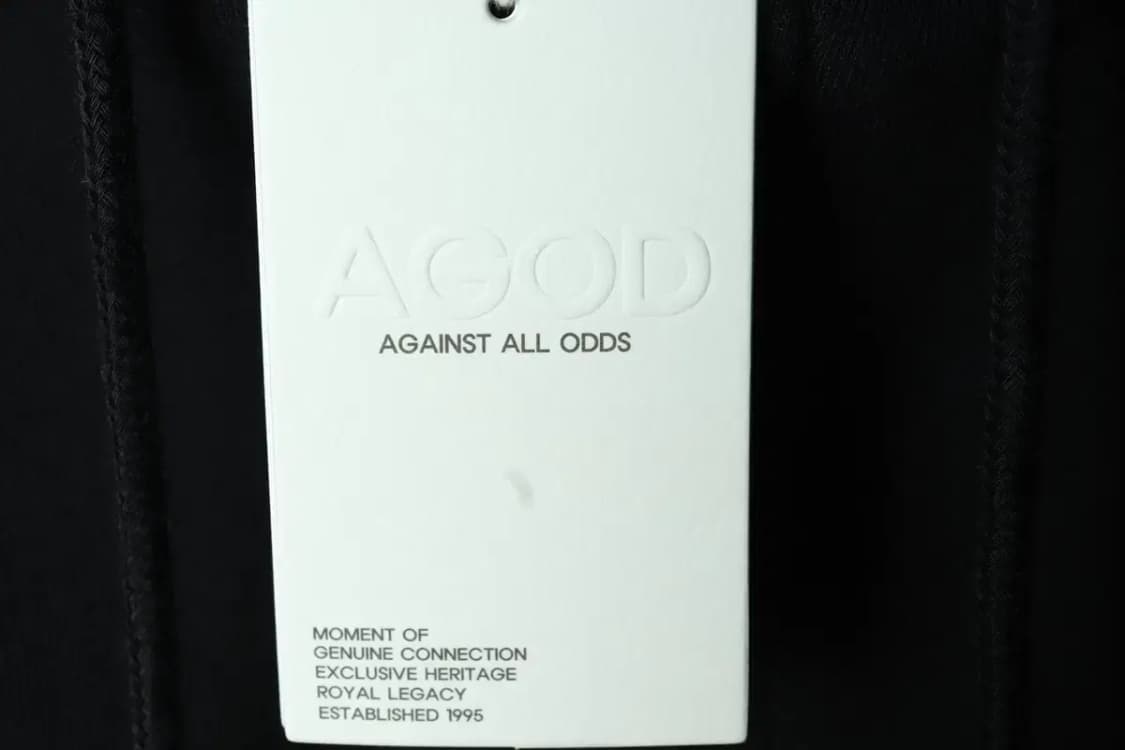 AGOD
AGAINST ALL ODDS
MOMENT OF
GENUINE CONNECTION
EXCLUSIVE HERITAGE
ROYAL LEGACY
ESTABLISHED 1995